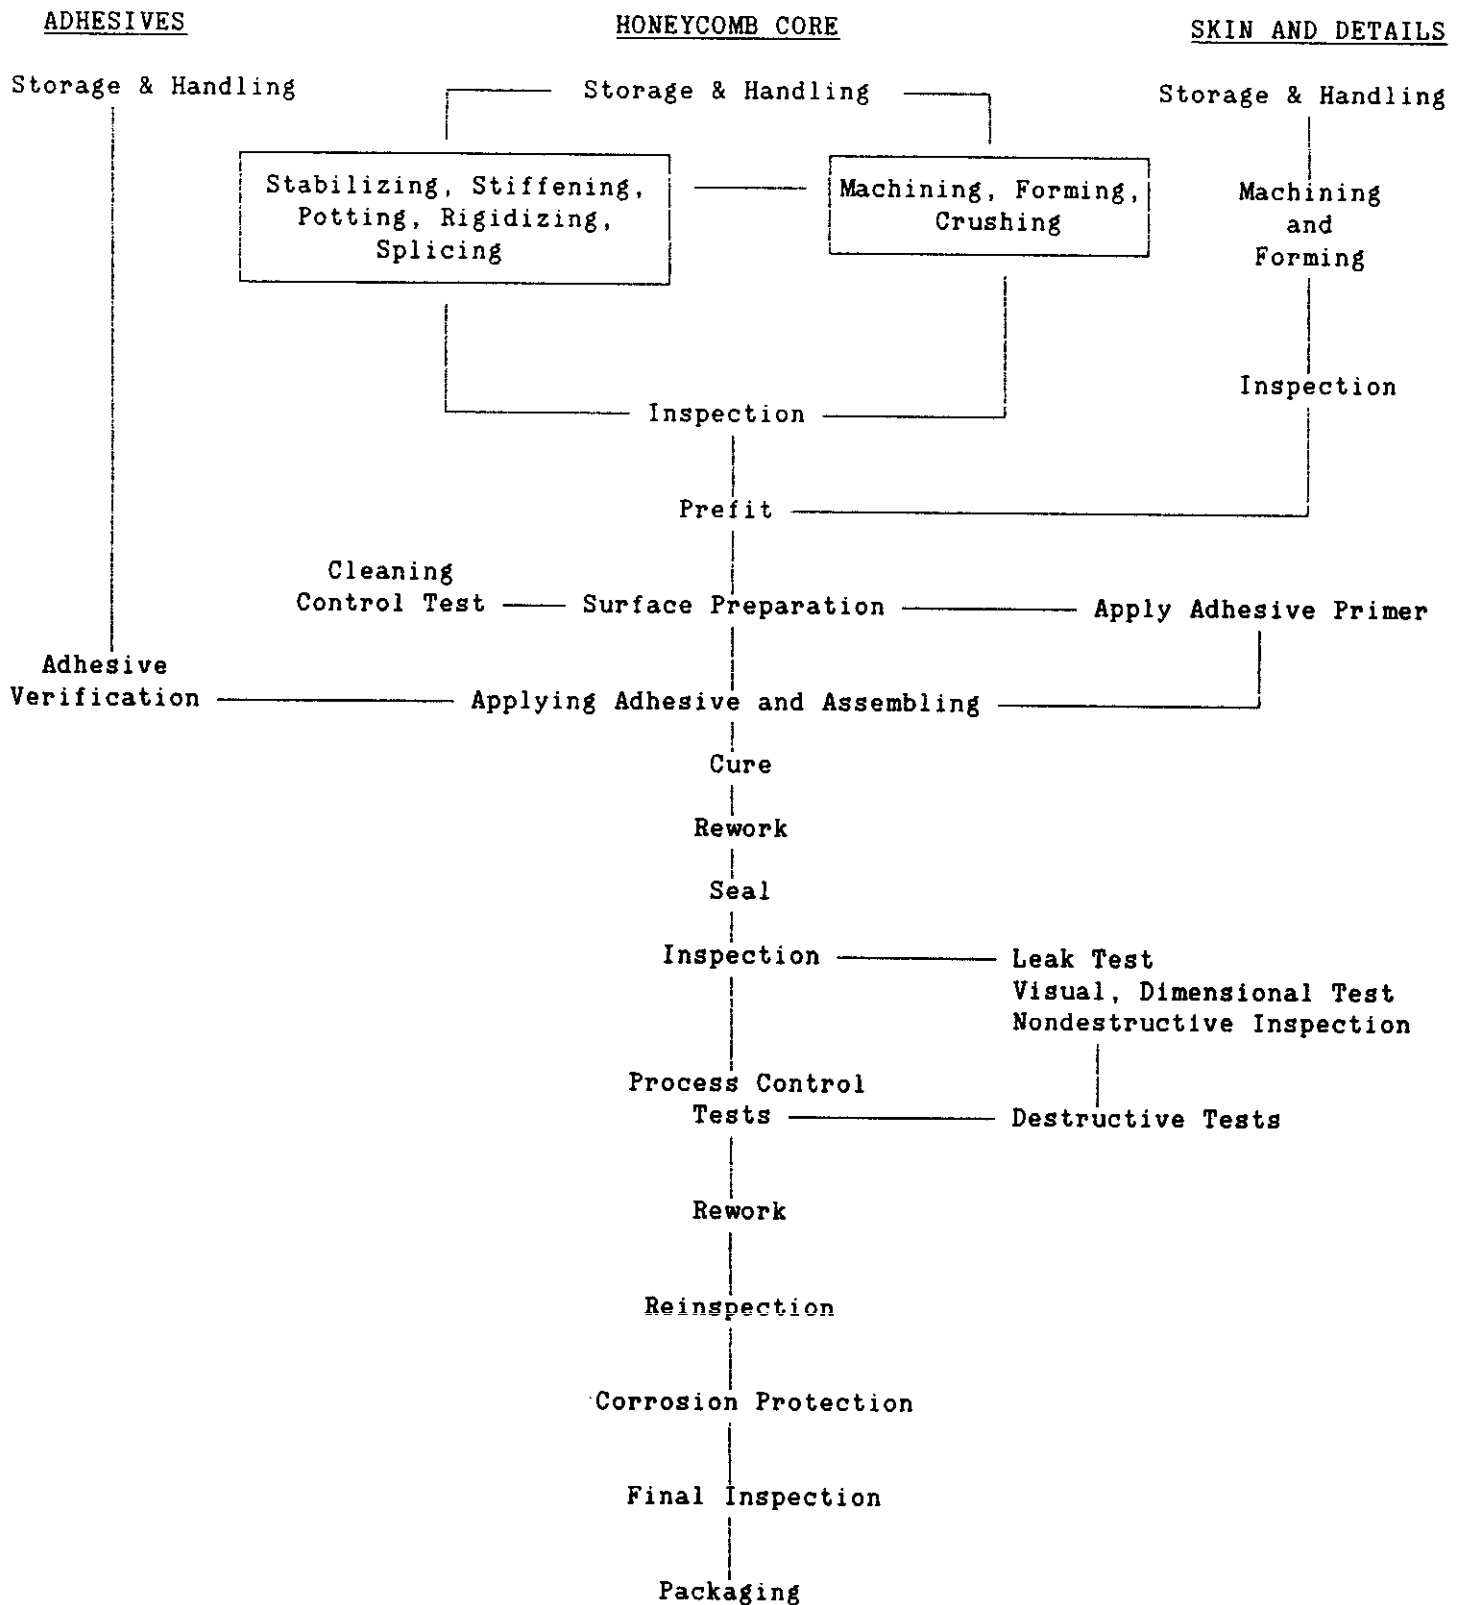 ADHESIVES
HONEYCOMB CORE
SKIN AND DETAILS
Storage & Handling
Storage & Handling
Storage & Handling
Stabilizing, Stiffening,
Potting, Rigidizing,
Splicing
Machining, Forming,
Crushing
Machining
and
Forming
Inspection
Inspection
Prefit
Cleaning
Control Test
Surface Preparation
Apply Adhesive Primer
Adhesive
Verification
Applying Adhesive and Assembling
Cure
Rework
Seal
Inspection
Leak Test
Visual, Dimensional Test
Nondestructive Inspection
Process Control
Tests
Destructive Tests
Rework
Reinspection
Corrosion Protection
Final Inspection
Packaging